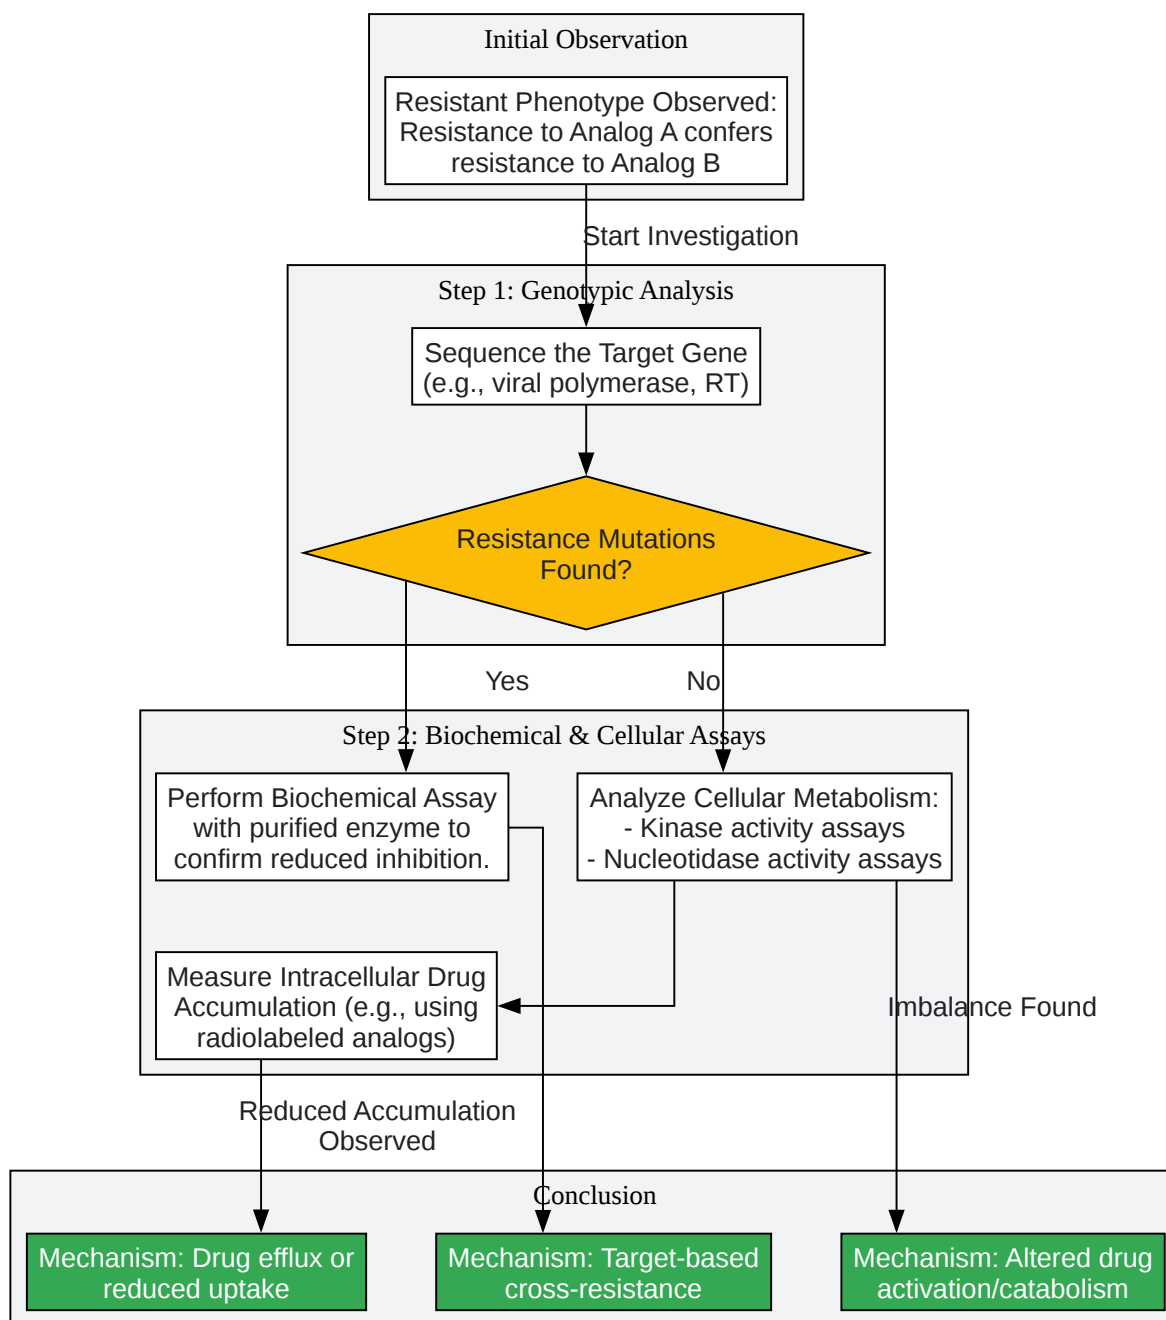 Initial Observation
Resistant Phenotype Observed:
Resistance to Analog A confers
resistance to Analog B
Start Investigation
Step 1: Genotypic Analysis
Sequence the Target Gene
(e.g., viral polymerase, RT)
Resistance Mutations
Found?
Yes
No
Step 2: Biochemical & Cellular Assays
Perform Biochemical Assay
with purified enzyme to
confirm reduced inhibition.
Analyze Cellular Metabolism:
- Kinase activity assays
- Nucleotidase activity assays
Measure Intracellular Drug
Accumulation (e.g., using
radiolabeled analogs)
Imbalance Found
Reduced Accumulation
Observed
Conclusion
Mechanism: Drug efflux or
reduced uptake
Mechanism: Target-based
cross-resistance
Mechanism: Altered drug
activation/catabolism